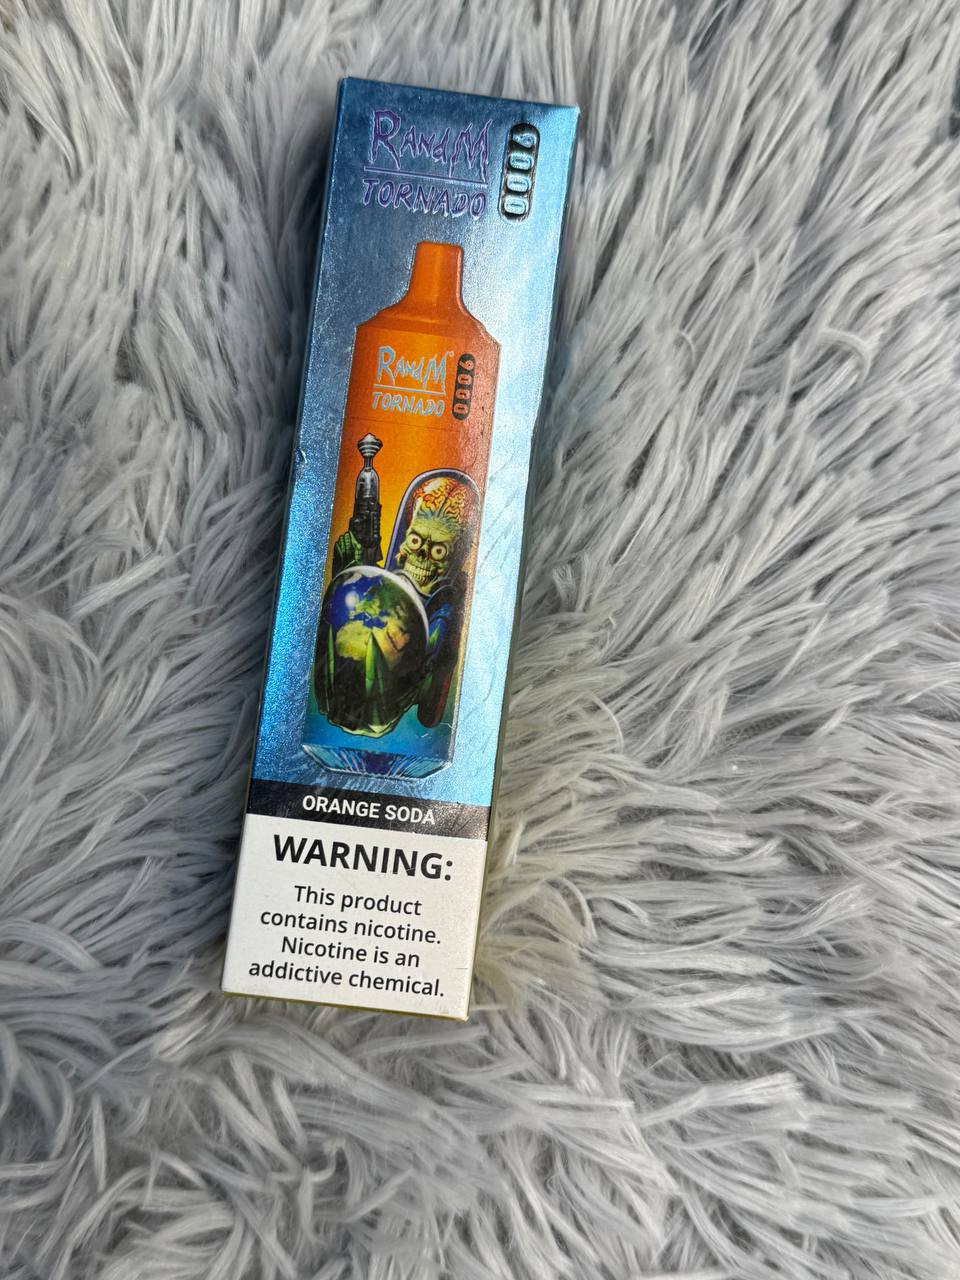 RandM
TORNADO
9000
RandM
TORNADO
9000
ORANGE SODA
WARNING:
This product
contains nicotine.
Nicotine is an
addictive chemical.